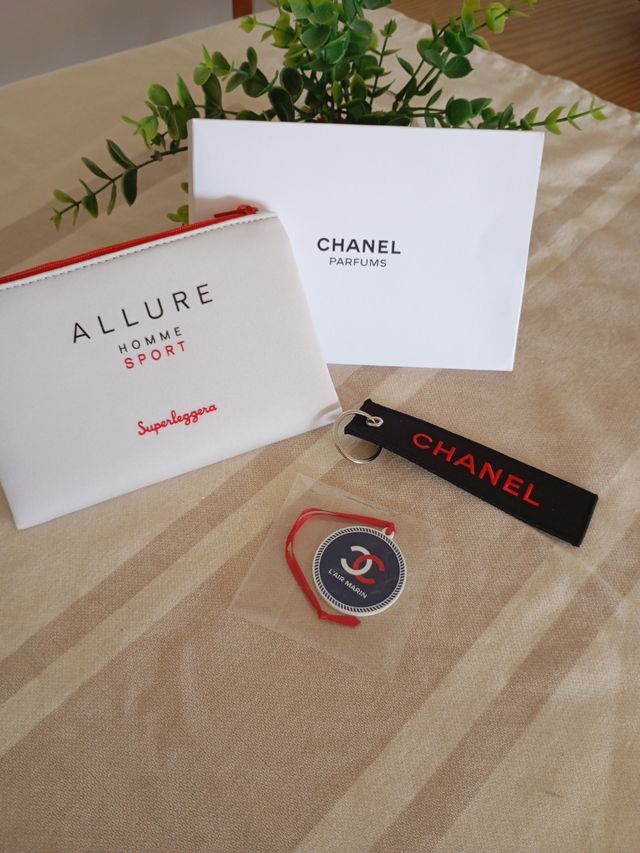 CHANEL
PARFUMS
ALLURE
HOMME
SPORT
Superleggera
CHANEL
L'AIR MARIN